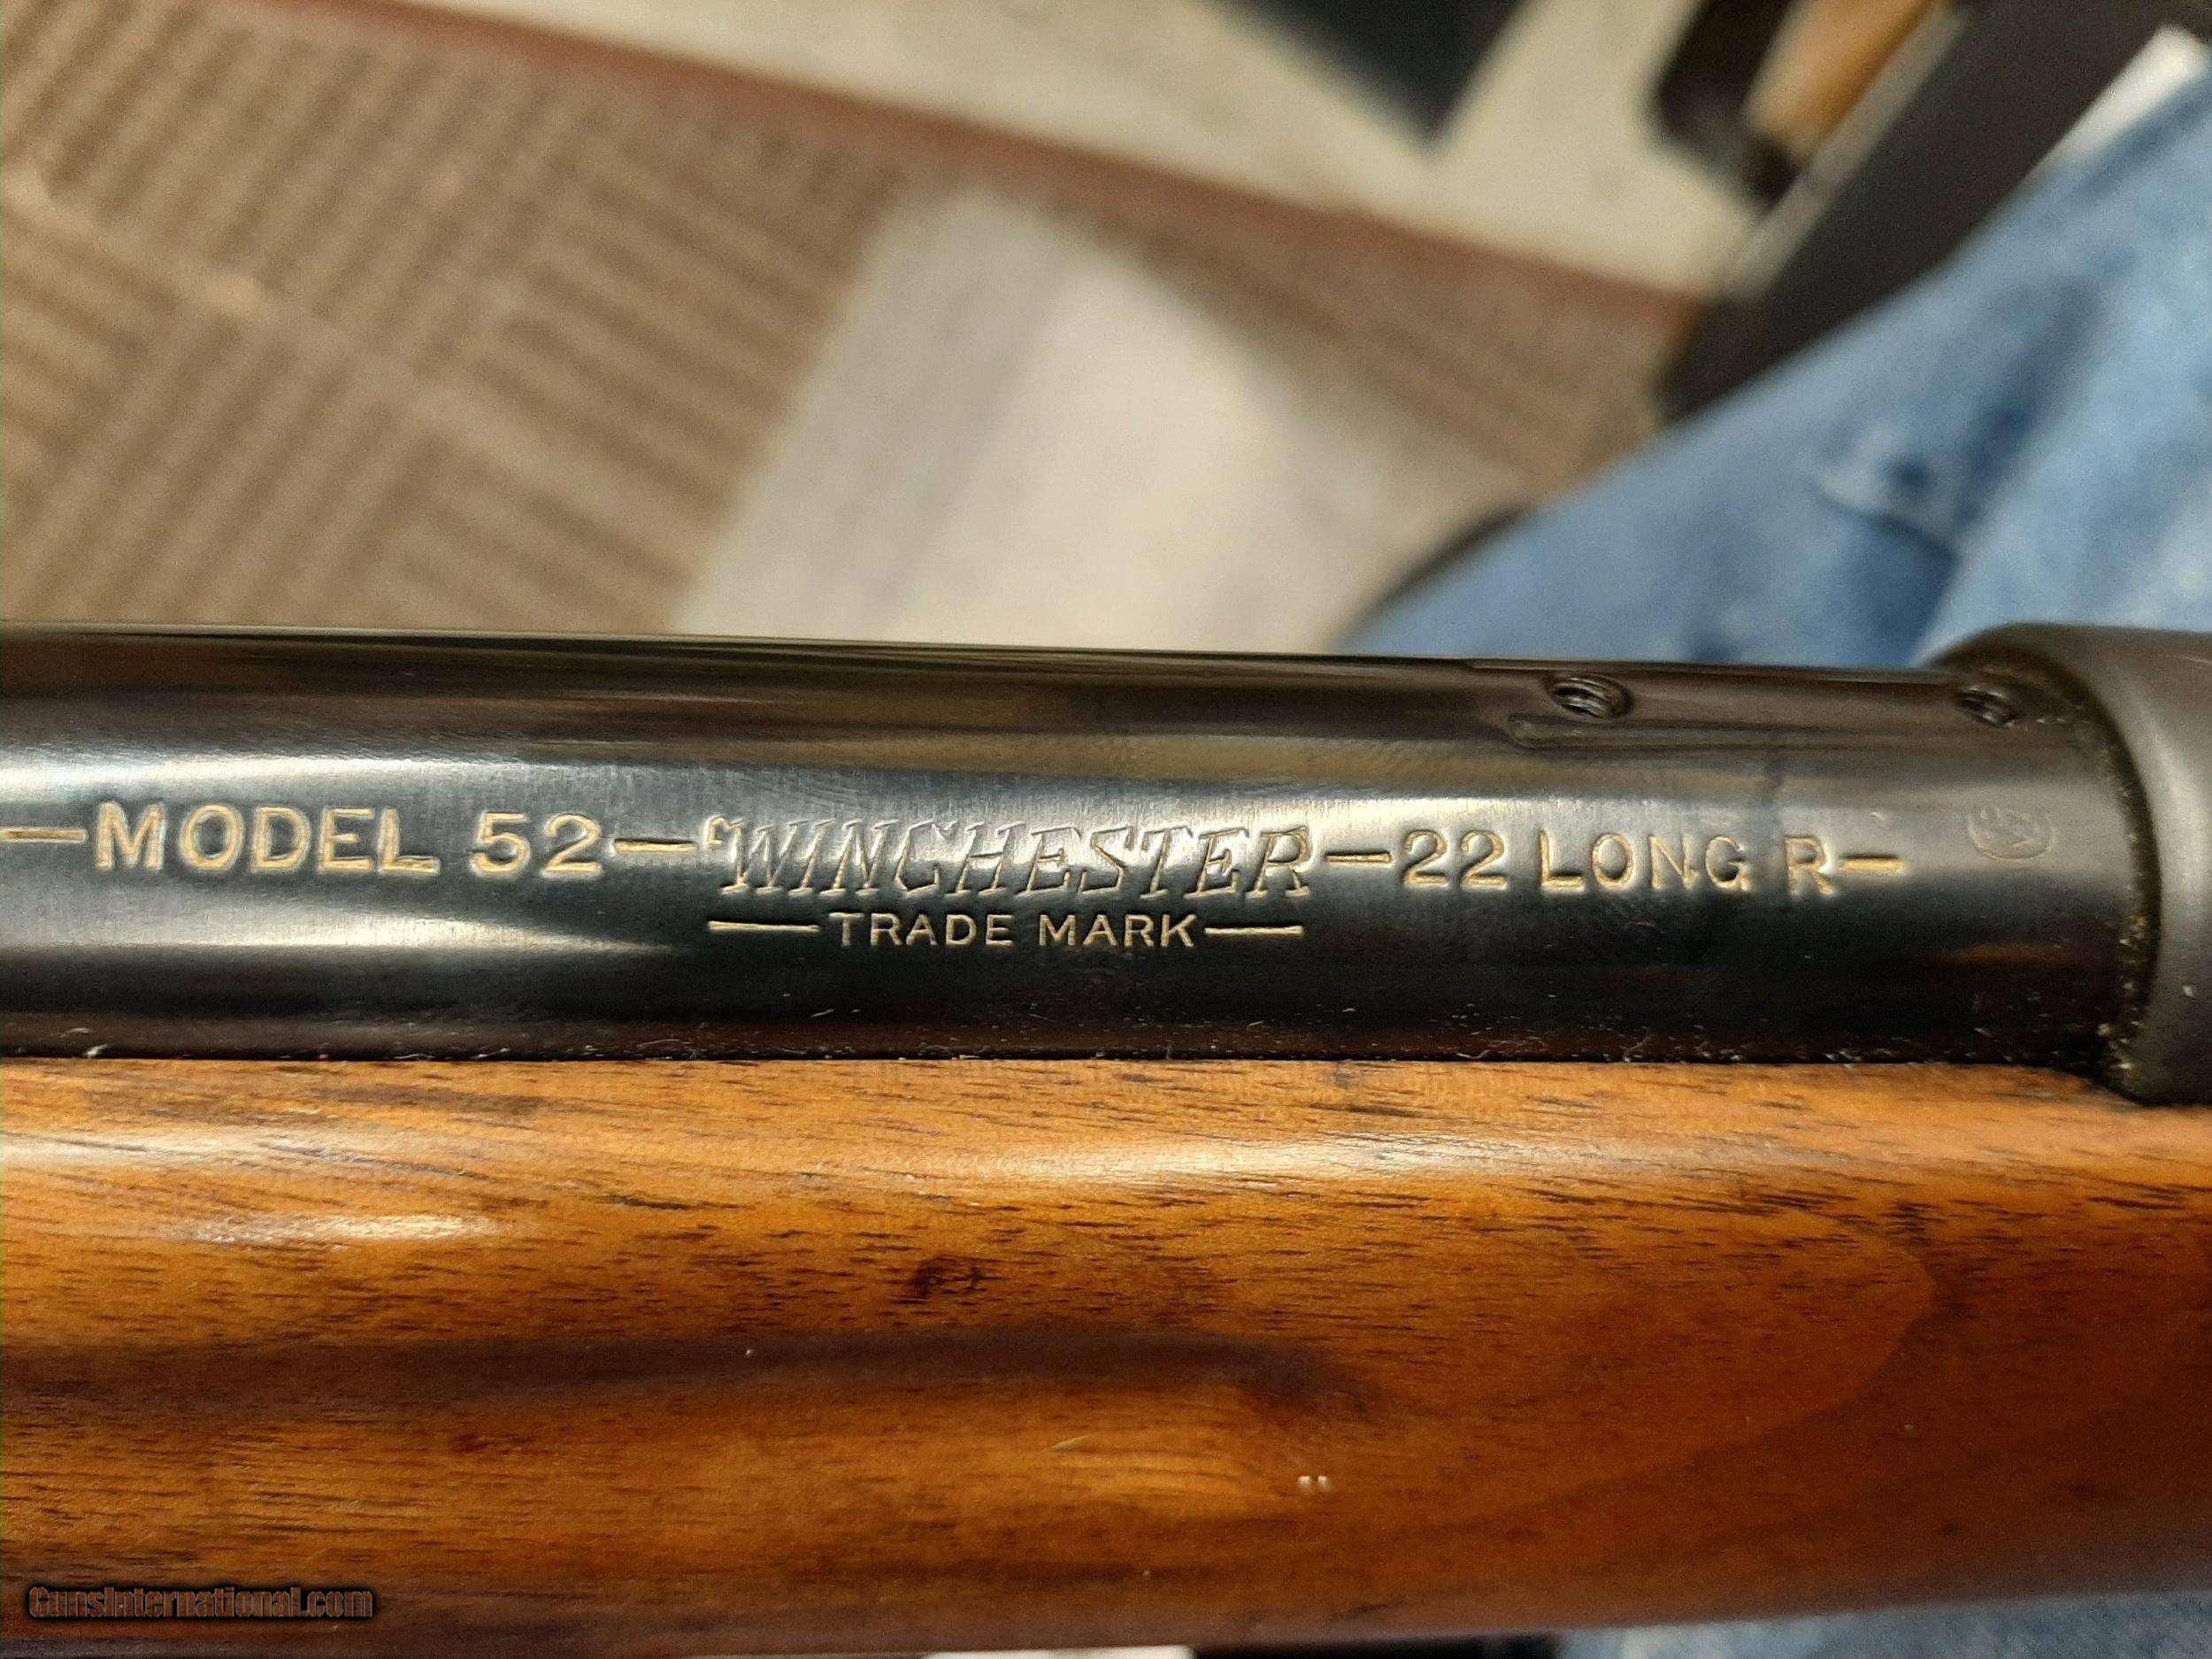 —MODEL 52—WINCHESTER—22 LONG R—
—TRADE MARK—
GunsInternational.com